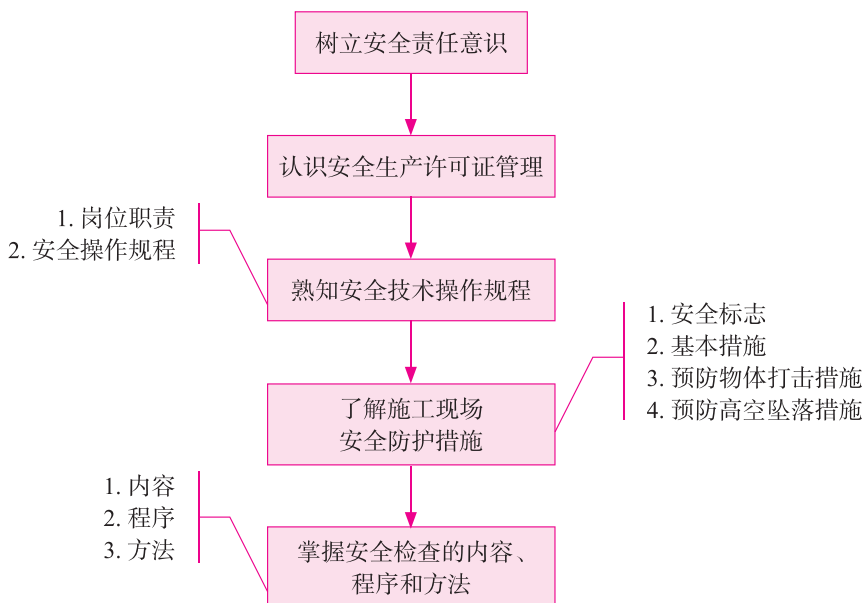 树立安全责任意识
认识安全生产许可证管理
1. 岗位职责
2. 安全操作规程
熟知安全技术操作规程
1. 安全标志
2. 基本措施
3. 预防物体打击措施
4. 预防高空坠落措施
了解施工现场
安全防护措施
1. 内容
2. 程序
3. 方法
掌握安全检查的内容、
程序和方法